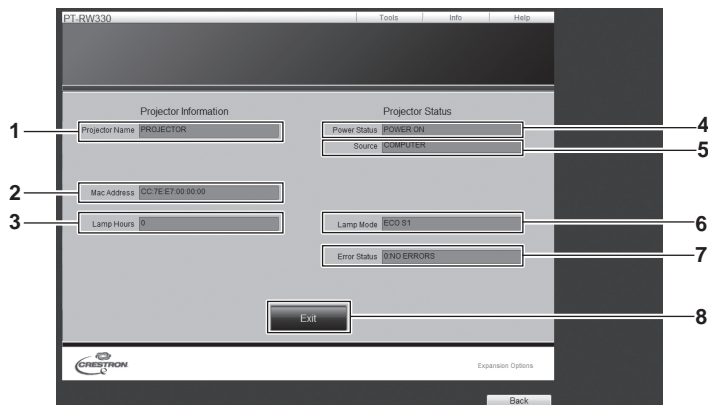 PT-RW330
Tools Info Help
Projector Information
Projector Status
1
Projector Name PROJECTOR
Power Status POWER ON
4
Source COMPUTER
5
2
Mac Address CC:7E:E7:00:00:00
3
Lamp Hours 0
Lamp Mode ECO S1
6
Error Status 0:NO ERRORS
7
Exit
8
CRESTRON
Expansion Options
Back